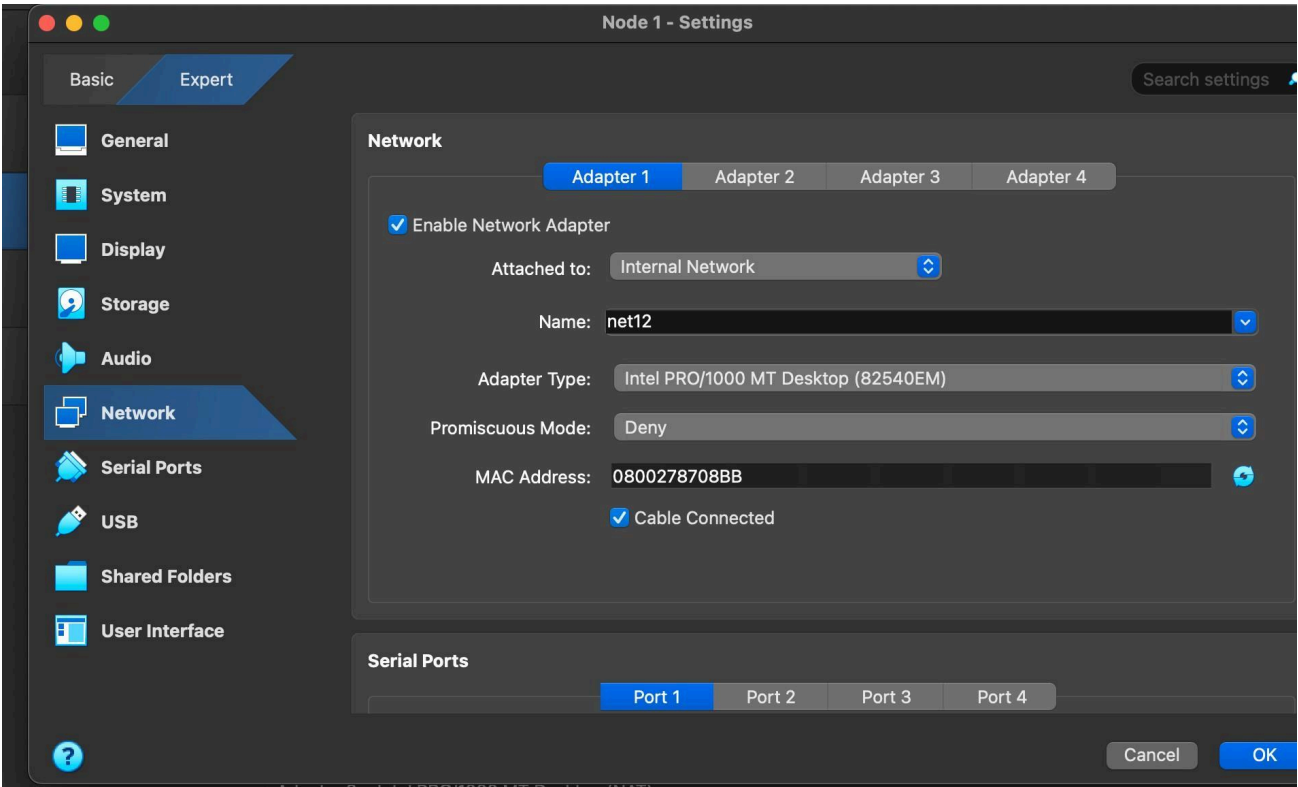 Node 1 - Settings
Basic Expert
Search settings
General
System
Display
Storage
Audio
Network
Serial Ports
USB
Shared Folders
User Interface
Network
Adapter 1 Adapter 2 Adapter 3 Adapter 4
Enable Network Adapter
Attached to: Internal Network
Name: net12
Adapter Type: Intel PRO/1000 MT Desktop (82540EM)
Promiscuous Mode: Deny
MAC Address: 0800278708BB
Cable Connected
Serial Ports
Port 1 Port 2 Port 3 Port 4
? Cancel OK